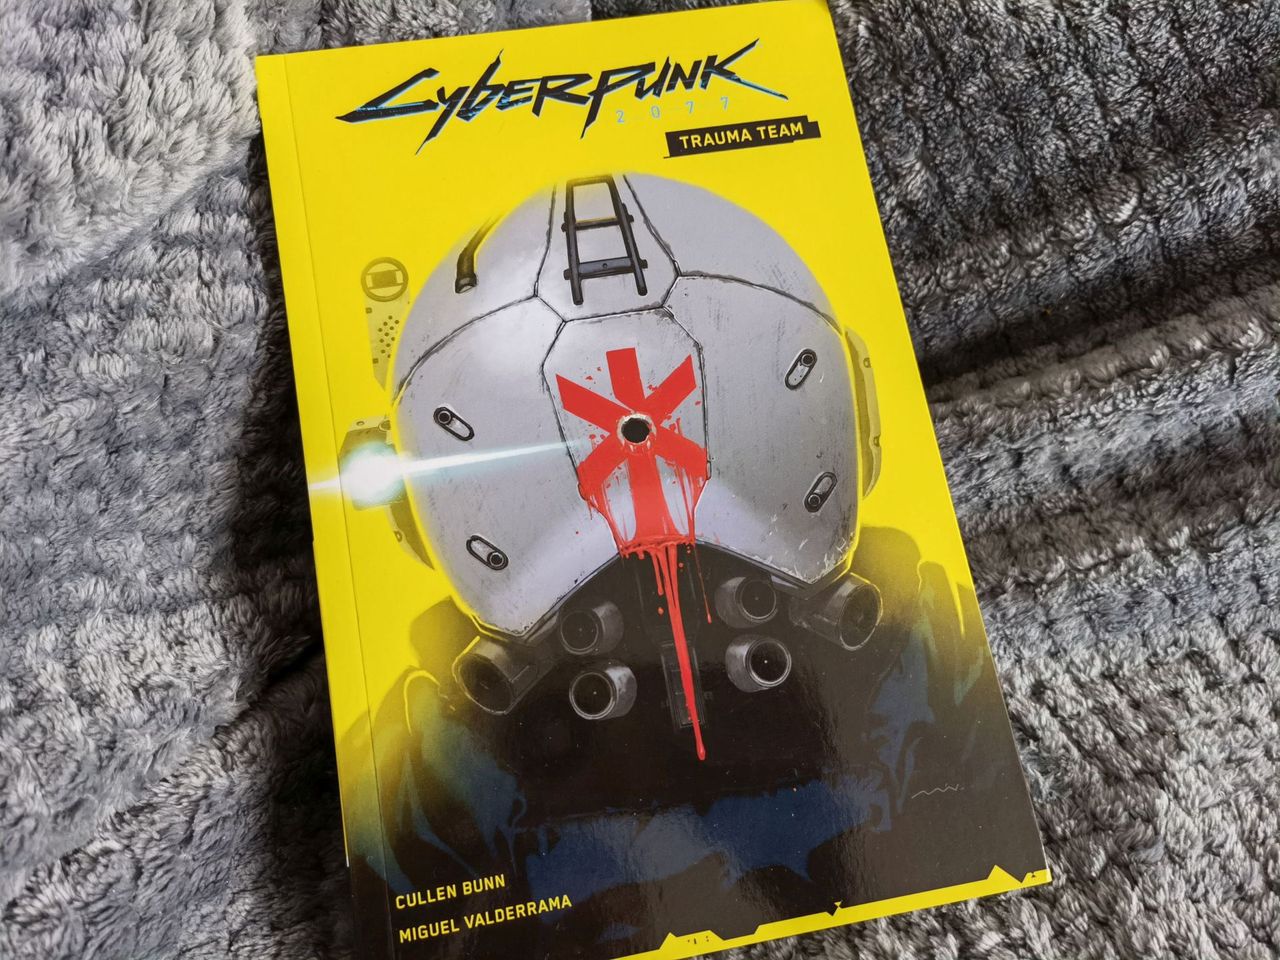 CYBERPUNK
2077
TRAUMA TEAM
CULLEN BUNN
MIGUEL VALDERRAMA